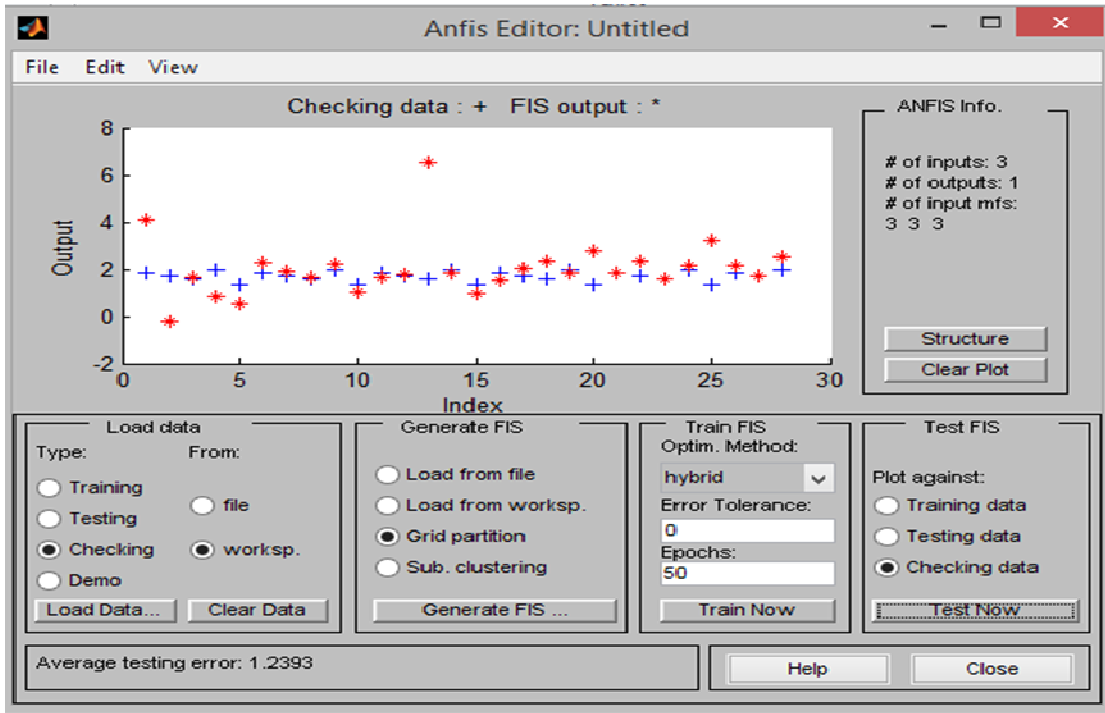 Anfis Editor: Untitled
File Edit View
Checking data : + FIS output : *
8
6
4
2
0
-2
Output
0 5 10 15 20 25 30
Index
ANFIS Info.
# of inputs: 3
# of outputs: 1
# of input mfs:
3 3 3
Structure
Clear Plot
Load data
Type: From:
Training
Testing
Checking
Demo
file
worksp.
Load Data... Clear Data
Generate FIS
Load from file
Load from worksp.
Grid partition
Sub. clustering
Generate FIS ...
Train FIS
Optim. Method:
hybrid
Error Tolerance:
0
Epochs:
50
Train Now
Test FIS
Plot against:
Training data
Testing data
Checking data
Test Now
Average testing error: 1.2393
Help Close